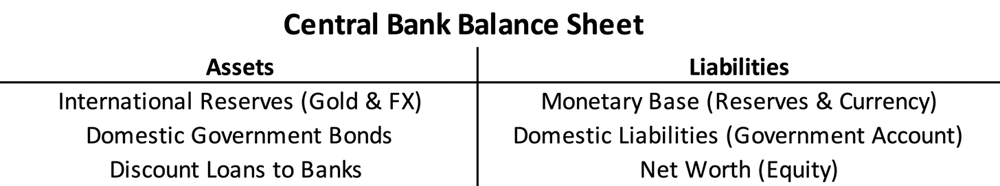 Central Bank Balance Sheet
Assets
Liabilities
International Reserves (Gold & FX)
Monetary Base (Reserves & Currency)
Domestic Government Bonds
Domestic Liabilities (Government Account)
Discount Loans to Banks
Net Worth (Equity)